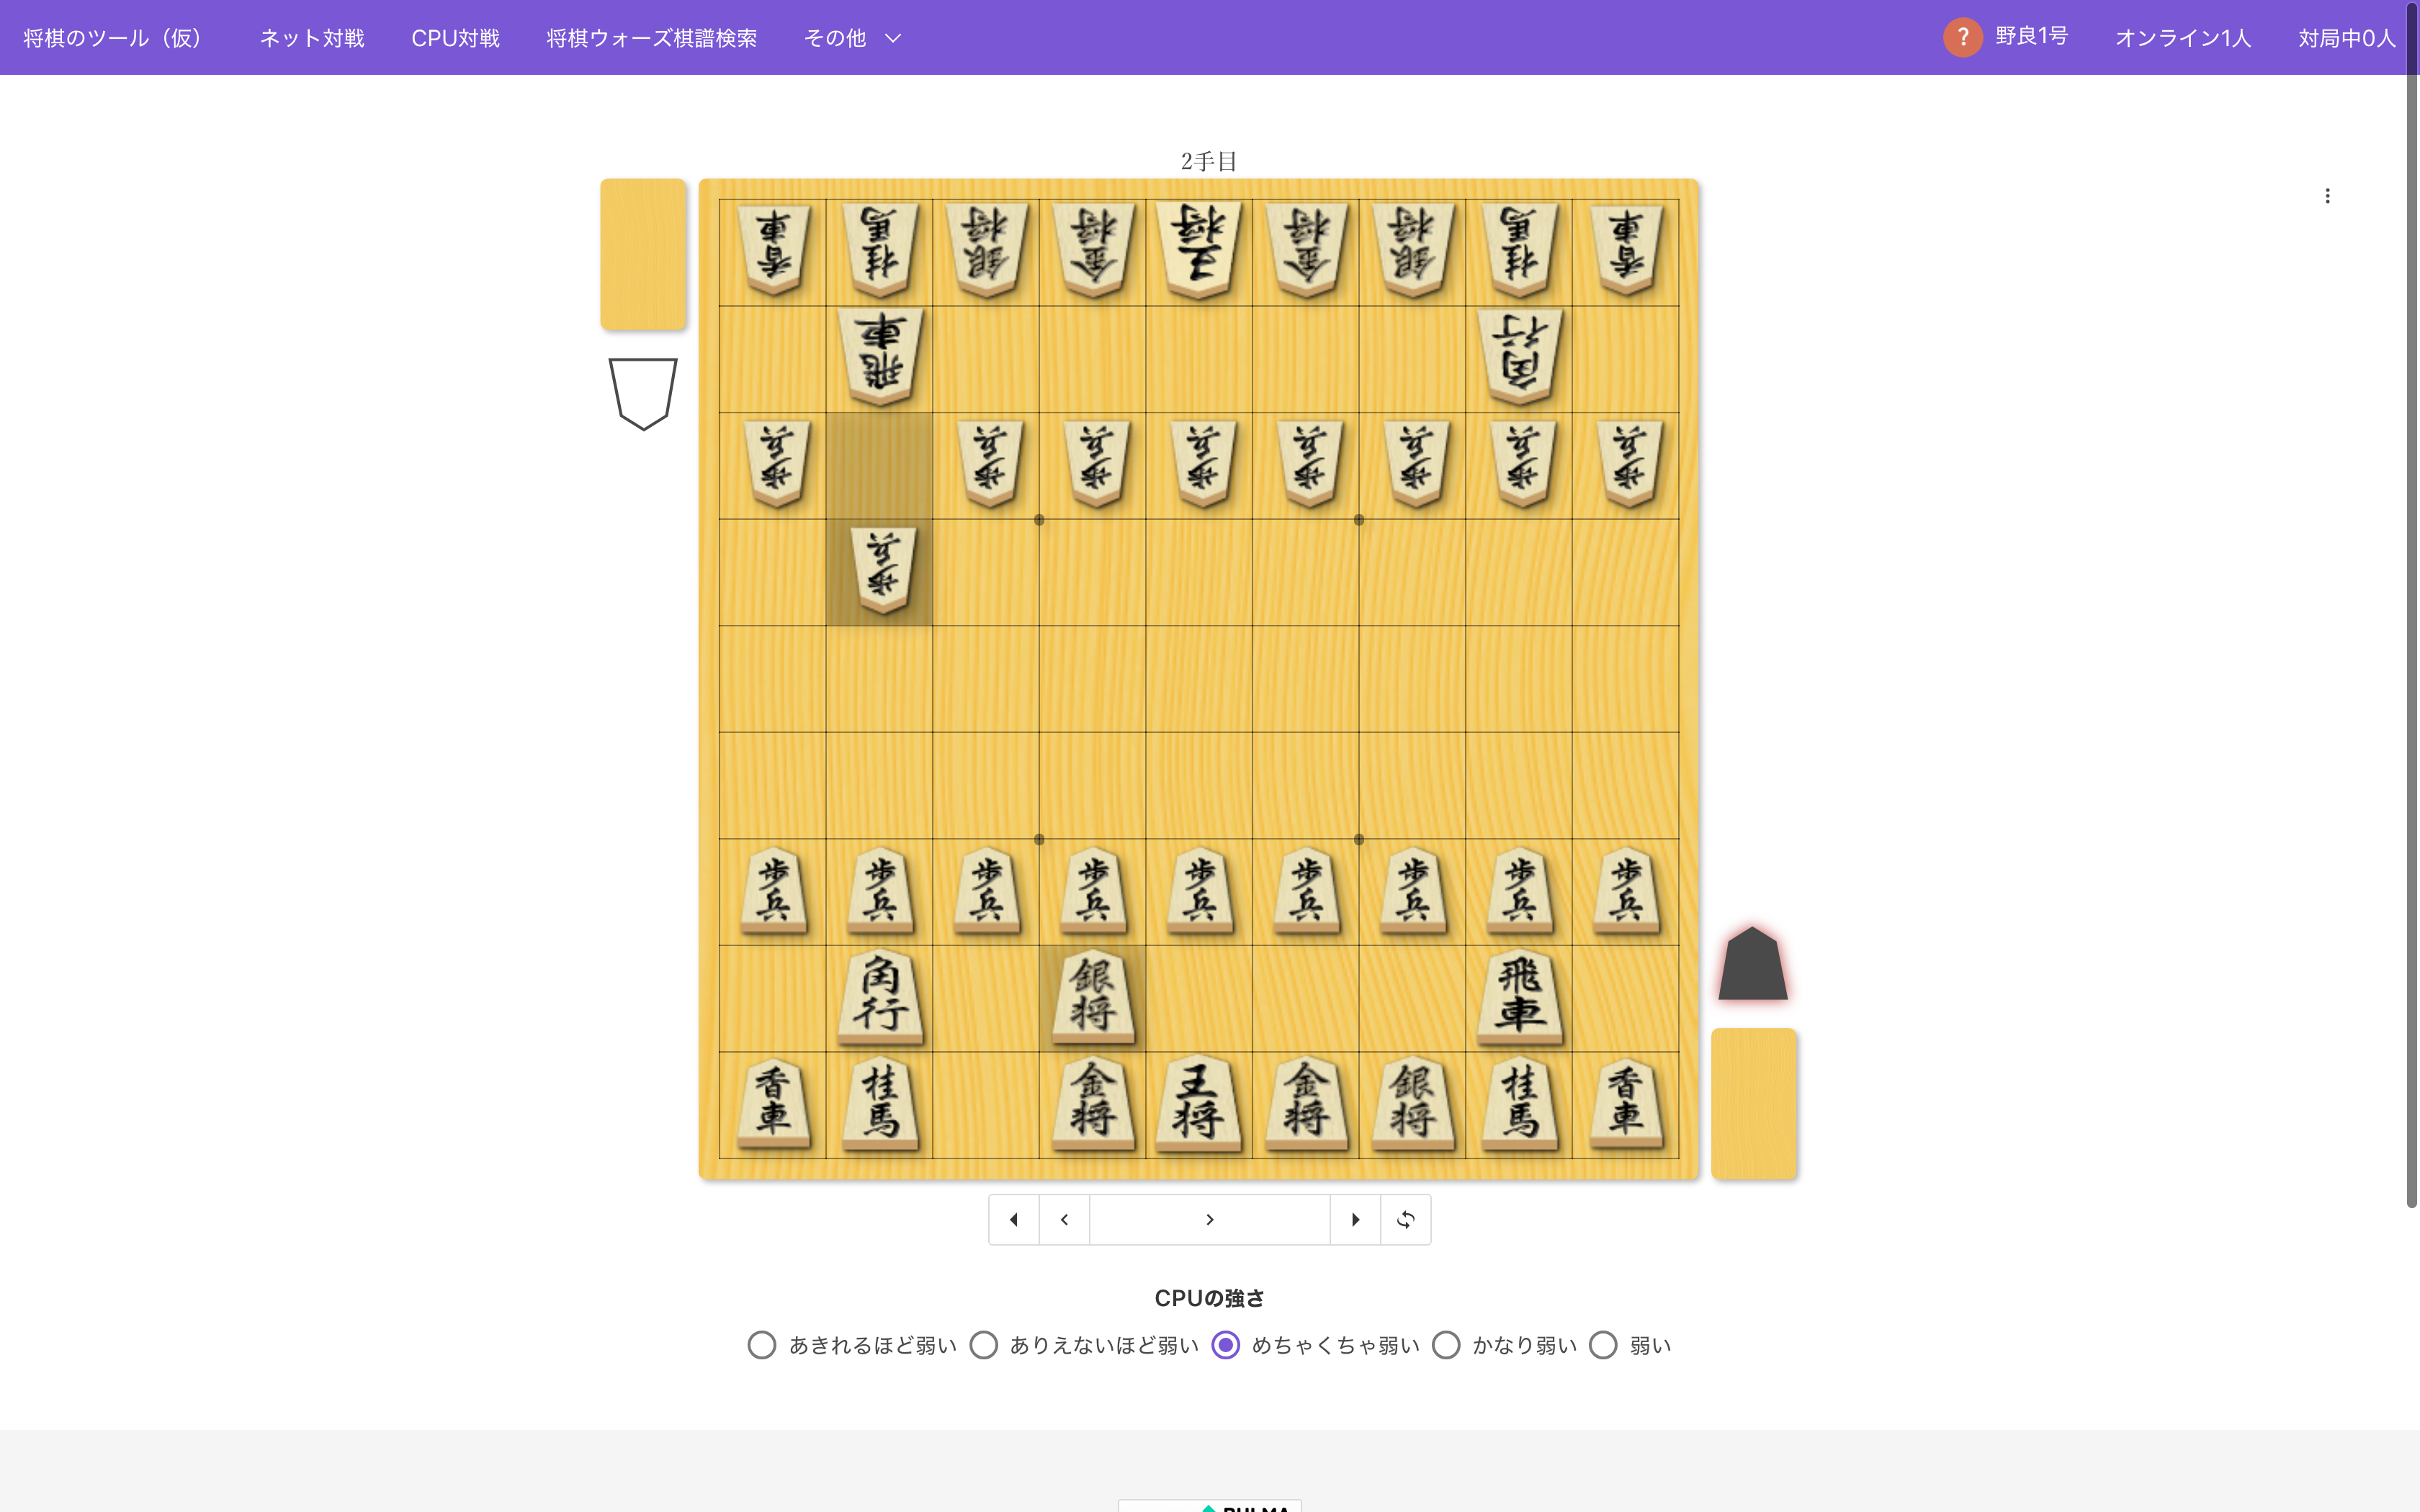 将棋のツール（仮） ネット対戦 CPU対戦 将棋ウォーズ棋譜検索 その他 ? 野良1号 オンライン1人 対局中0人
2手目
香車 桂馬 銀将 金将 王将 金将 銀将 桂馬 香車
飛車 角行
歩兵 歩兵 歩兵 歩兵 歩兵 歩兵 歩兵 歩兵
歩兵
歩兵 歩兵 歩兵 歩兵 歩兵 歩兵 歩兵 歩兵 歩兵
角行 銀将 飛車
香車 桂馬 金将 王将 金将 銀将 桂馬 香車
CPUの強さ
あきれるほど弱い ありえないほど弱い めちゃくちゃ弱い かなり弱い 弱い